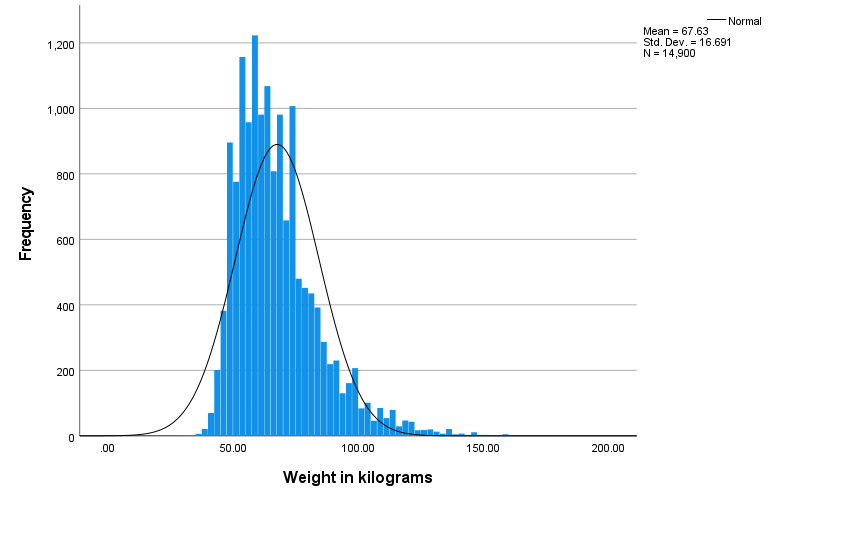 Normal
Mean = 67.63
Std. Dev. = 16.691
N = 14,900
Frequency
1,200
1,000
800
600
400
200
0
.00 50.00 100.00 150.00 200.00
Weight in kilograms